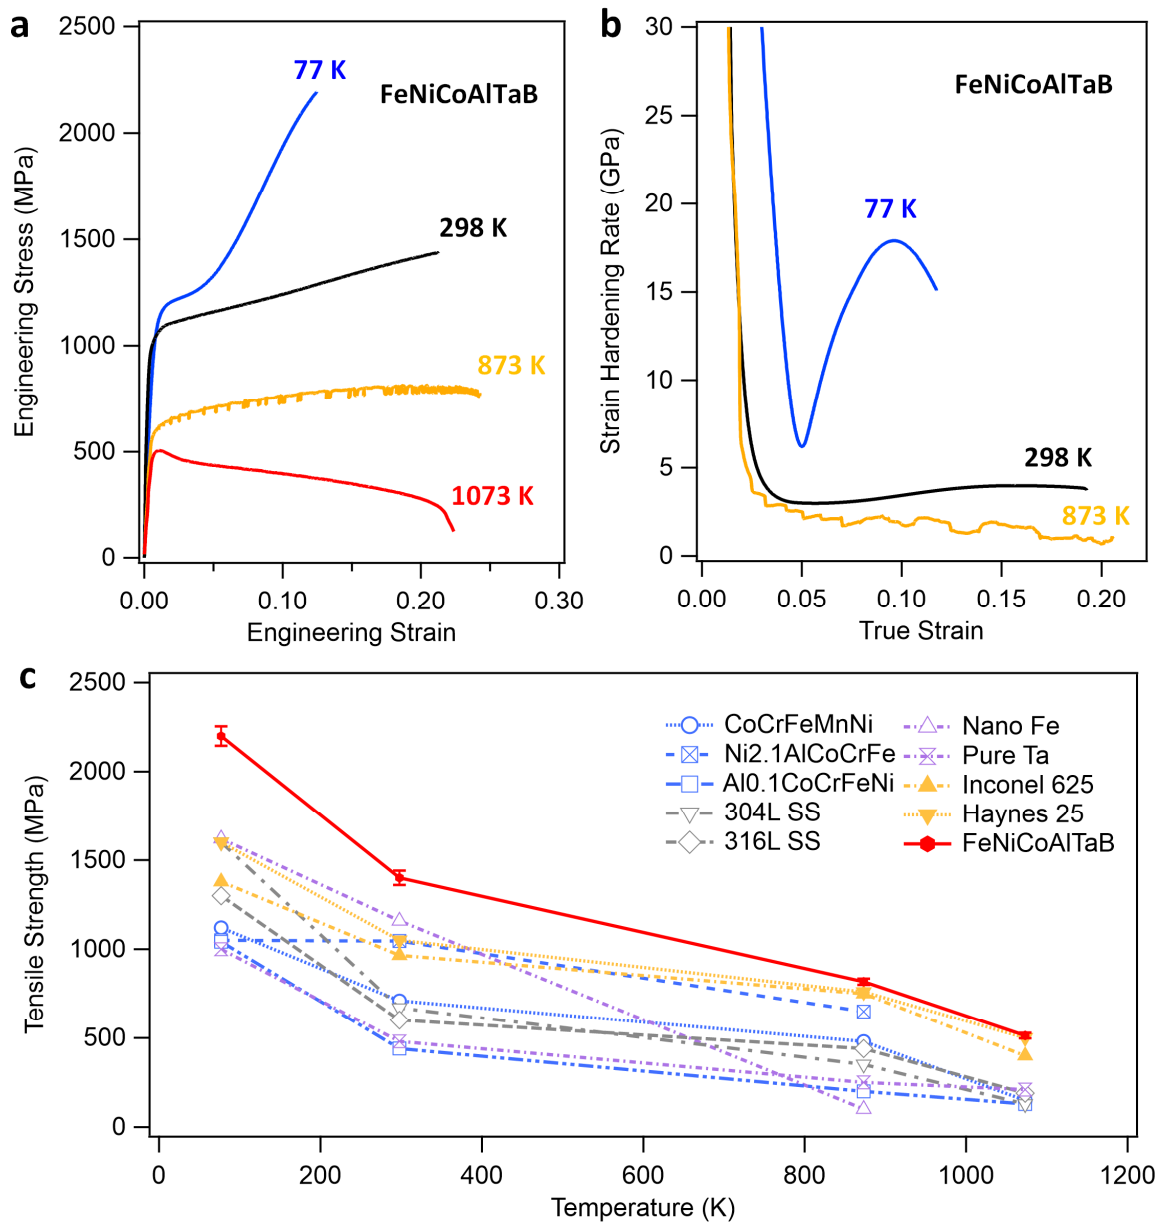 a
2500
2000
1500
1000
500
0
Engineering Stress (MPa)
77 K
FeNiCoAlTaB
298 K
873 K
1073 K
0.00 0.10 0.20 0.30
Engineering Strain
b
30
25
20
15
10
5
0
Strain Hardening Rate (GPa)
FeNiCoAlTaB
77 K
298 K
873 K
0.00 0.05 0.10 0.15 0.20
True Strain
c
2500
2000
1500
1000
500
0
Tensile Strength (MPa)
CoCrFeMnNi
Ni2.1AlCoCrFe
Al0.1CoCrFeNi
304L SS
316L SS
Nano Fe
Pure Ta
Inconel 625
Haynes 25
FeNiCoAlTaB
0 200 400 600 800 1000 1200
Temperature (K)